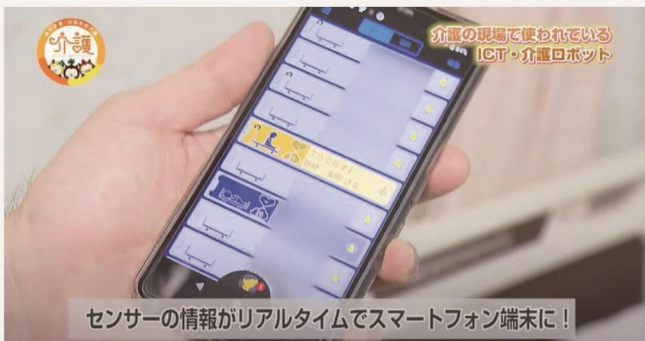 介護
介護の現場で使われている
ICT・介護ロボット
センサーの情報がリアルタイムでスマートフォン端末に！